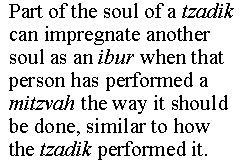 Part of the soul of a tzadik
can impregnate another
soul as an ibur when that
person has performed a
mitzvah the way it should
be done, similar to how
the tzadik performed it.